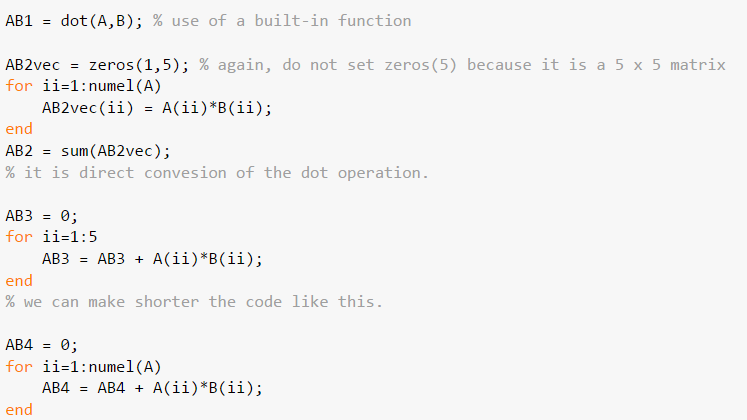 AB1 = dot(A,B); % use of a built-in function
AB2vec = zeros(1,5); % again, do not set zeros(5) because it is a 5 x 5 matrix
for ii=1:numel(A)
    AB2vec(ii) = A(ii)*B(ii);
end
AB2 = sum(AB2vec);
% it is direct convesion of the dot operation.
AB3 = 0;
for ii=1:5
    AB3 = AB3 + A(ii)*B(ii);
end
% we can make shorter the code like this.
AB4 = 0;
for ii=1:numel(A)
    AB4 = AB4 + A(ii)*B(ii);
end